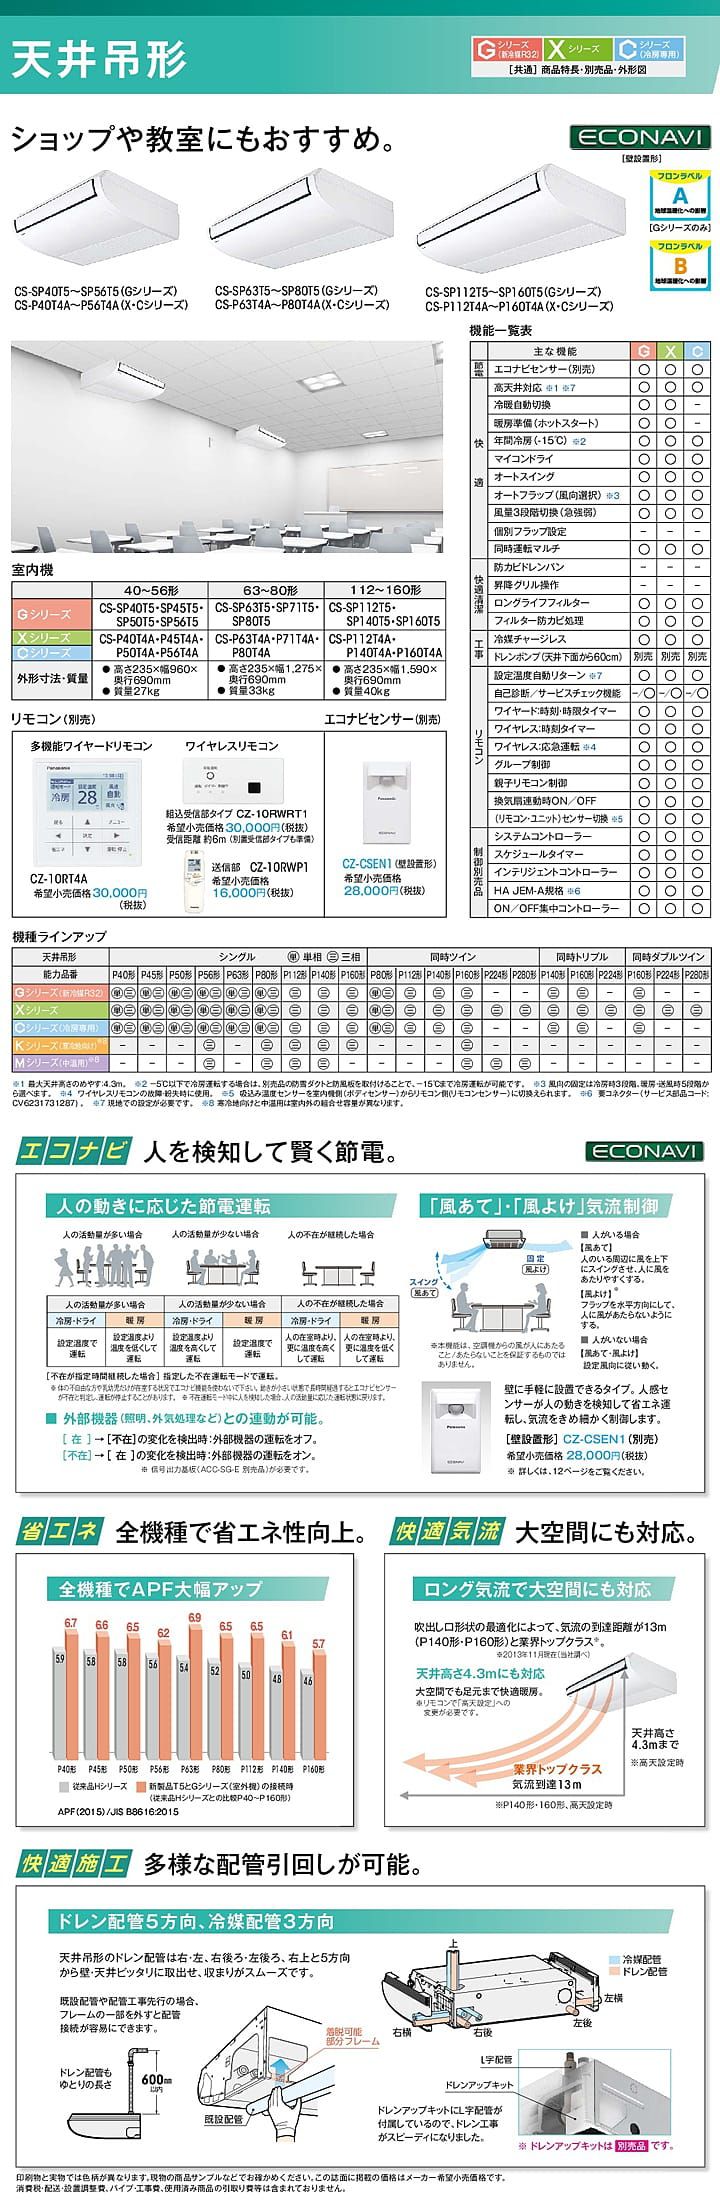 天井吊形
Gシリーズ(新冷媒R32) Xシリーズ Cシリーズ(冷房専用)
[共通] 商品特長・別売品・外形図
ショップや教室にもおすすめ。
ECONAVI
[壁設置形]
フロンラベル
A
地球温暖化への影響
[Gシリーズのみ]
フロンラベル
B
地球温暖化への影響
CS-SP40T5～SP56T5(Gシリーズ)
CS-P40T4A～P56T4A(X・Cシリーズ)
CS-SP63T5～SP80T5(Gシリーズ)
CS-P63T4A～P80T4A(X・Cシリーズ)
CS-SP112T5～SP160T5(Gシリーズ)
CS-P112T4A～P160T4A(X・Cシリーズ)
機能一覧表
主な機能 G X C
節電 エコナビセンサー(別売) ○ ○ ○
快適 高天井対応 ※1 ※7 ○ ○ ○
冷暖自動切換 ○ ○ －
暖房準備(ホットスタート) ○ ○ －
年間冷房(-15℃) ※2 ○ ○ ○
マイコンドライ ○ ○ ○
オートスイング ○ ○ ○
オートフラップ(風向選択) ※3 ○ ○ ○
風量3段階切換(急強弱) ○ ○ ○
個別フラップ設定 － － －
同時運転マルチ ○ ○ ○
快適清潔 防カビドレンパン － － －
昇降グリル操作 － － －
ロングライフフィルター ○ ○ ○
フィルター防カビ処理 ○ ○ ○
工事 冷媒チャージレス ○ ○ ○
ドレンポンプ(天井下面から60cm) 別売 別売 別売
リモコン 設定温度自動リターン ※7 ○ ○ ○
自己診断／サービスチェック機能 －/○ －/○ －/○
ワイヤード:時刻・時限タイマー ○ ○ ○
ワイヤレス:時刻タイマー ○ ○ ○
ワイヤレス:応急運転 ※4 ○ ○ ○
グループ制御 ○ ○ ○
親子リモコン制御 ○ ○ ○
換気扇連動時ON／OFF ○ ○ ○
(リモコン・ユニット)センサー切換 ※5 ○ ○ ○
制御別売品 システムコントローラー ○ ○ ○
スケジュールタイマー ○ ○ ○
インテリジェントコントローラー ○ ○ ○
HA JEM-A規格 ※6 ○ ○ ○
ON／OFF集中コントローラー ○ ○ ○
室内機
40～56形 63～80形 112～160形
Gシリーズ CS-SP40T5・SP45T5・SP50T5・SP56T5 CS-SP63T5・SP71T5・SP80T5 CS-SP112T5・SP140T5・SP160T5
Xシリーズ Cシリーズ CS-P40T4A・P45T4A・P50T4A・P56T4A CS-P63T4A・P71T4A・P80T4A CS-P112T4A・P140T4A・P160T4A
外形寸法・質量 ●高さ235×幅960×奥行690mm ●質量27kg ●高さ235×幅1,275×奥行690mm ●質量33kg ●高さ235×幅1,590×奥行690mm ●質量40kg
リモコン(別売)
エコナビセンサー(別売)
多機能ワイヤードリモコン
Panasonic
冷房 28 自動
CZ-10RT4A
希望小売価格30,000円
(税抜)
ワイヤレスリモコン
組込受信部タイプ CZ-10RWRT1
希望小売価格30,000円(税抜)
受信距離 約6m (別置受信部タイプも準備)
送信部 CZ-10RWP1
希望小売価格
16,000円(税抜)
Panasonic
CZ-CSEN1(壁設置形)
希望小売価格
28,000円(税抜)
機種ラインアップ
天井吊形 シングル 単 単相 三 三相 同時ツイン 同時トリプル 同時ダブルツイン
能力品番 P40形 P45形 P50形 P56形 P63形 P80形 P112形 P140形 P160形 P80形 P112形 P140形 P160形 P224形 P280形 P140形 P160形 P224形 P160形 P224形 P280形
Gシリーズ(新冷媒R32) 単三 単三 単三 単三 単三 単三 三 三 三 単三 三 三 三 － － 三 三 － 三 － －
Xシリーズ 単三 単三 単三 単三 単三 単三 三 三 三 単三 三 三 三 三 三 三 三 三 三 三 三
Cシリーズ(冷房専用) 単三 単三 単三 単三 単三 単三 三 三 三 単三 三 三 三 － － 三 三 － 三 － －
Kシリーズ(寒冷地向け)※8 － － － 三 － 三 三 三 三 三 － － 三 － － － － － － － －
Mシリーズ(中温用)※8 － － － 三 － 三 三 三 三 － － － 三 三 三 － － － － － －
※1 最大天井高さのめやす:4.3m。 ※2 −5℃以下で冷房運転する場合は、別売品の防雪ダクトと防風板を取付けることで、−15℃まで冷房運転が可能です。 ※3 風向の固定は冷房時3段階、暖房・送風時5段階か
ら選べます。 ※4 ワイヤレスリモコンの故障・紛失時に使用。 ※5 吸込み温度センサーを室内機側(ボディセンサー)からリモコン側(リモコンセンサー)に切換えられます。 ※6 要コネクター(サービス部品コード:
CV6231731287)。 ※7 現地での設定が必要です。 ※8 寒冷地向けと中温用は室内外の組合せ容量が異なります。
エコナビ 人を検知して賢く節電。
ECONAVI
人の動きに応じた節電運転
人の活動量が多い場合 人の活動量が少ない場合 人の不在が継続した場合
人の活動量が多い場合 人の活動量が少ない場合 人の不在が継続した場合
冷房・ドライ 暖房 冷房・ドライ 暖房 冷房・ドライ 暖房
設定温度で運転 設定温度より温度を低くして運転 設定温度より温度を高くして運転 設定温度で運転 人の在室時より、更に温度を高くして運転 人の在室時より、更に温度を低くして運転
[不在が指定時間継続した場合] 指定した不在運転モードで運転。
※体の不自由な方や乳幼児だけが在室する状況でエコナビ機能を使わないで下さい。動きが小さい状態で長時間経過するとエコナビセンサー
が不在と判定し、運転が停止することがあります。 ※不在運転モード中に人を検知した場合、人の活動量に応じた運転状態に戻ります。
■ 外部機器(照明、外気処理など)との連動が可能。
[ 在 ]→[不在]の変化を検出時:外部機器の運転をオフ。
[不在]→[ 在 ]の変化を検出時:外部機器の運転をオン。
※ 信号出力基板(ACC-SG-E 別売品)が必要です。
「風あて」・「風よけ」気流制御
固定
風よけ
スイング
風あて
■ 人がいる場合
【風あて】
人のいる周辺に風を上下
にスイングさせ、人に風を
あたりやすくする。
【風よけ】※
フラップを水平方向にして、
人に風があたらないように
する。
■ 人がいない場合
【風あて・風よけ】
設定風向に従い動く。
※本機能は、空調機からの風が人にあたる
こと/あたらないことを保証するものでは
ありません。
Panasonic
ECONAVI
壁に手軽に設置できるタイプ。人感セ
ンサーが人の動きを検知して省エネ運
転し、気流をきめ細かく制御します。
[壁設置形] CZ-CSEN1(別売)
希望小売価格 28,000円(税抜)
※ 詳しくは、12ページをご覧ください。
省エネ 全機種で省エネ性向上。
全機種でAPF大幅アップ
5.9 6.7 5.8 6.6 5.8 6.5 5.6 6.2 5.4 6.9 5.2 6.5 5.0 6.5 4.8 6.1 4.6 5.7
P40形 P45形 P50形 P56形 P63形 P80形 P112形 P140形 P160形
従来品Hシリーズ 新製品T5とGシリーズ(室外機)の接続時
(従来品Hシリーズとの比較P40～P160形)
APF(2015)/JIS B8616:2015
快適気流 大空間にも対応。
ロング気流で大空間にも対応
吹出し口形状の最適化によって、気流の到達距離が13m
(P140形・P160形)と業界トップクラス※。
※2013年11月現在(当社調べ)
天井高さ4.3mにも対応
大空間でも足元まで快適暖房。
※リモコンで「高天設定」への
変更が必要です。
天井高さ
4.3mまで
※高天設定時
業界トップクラス
気流到達13m
※P140形・160形、高天設定時
快適施工 多様な配管引回しが可能。
ドレン配管5方向、冷媒配管3方向
天井吊形のドレン配管は右・左、右後ろ・左後ろ、右上と5方向
から壁・天井ピッタリに取出せ、収まりがスムーズです。
既設配管や配管工事先行の場合、
フレームの一部を外すと配管
接続が容易にできます。
ドレン配管も
ゆとりの長さ
600mm
以内
着脱可能
部分フレーム
既設配管
上
冷媒配管
ドレン配管
左横
左後
右横
右後
L字配管
ドレンアップキット
ドレンアップキットにL字配管が
付属しているので、ドレン工事
がスピーディになりました。
※ ドレンアップキットは 別売品 です。
印刷物と実物では色柄が異なります。現物の商品サンプルなどでお確かめください。この誌面に掲載の価格はメーカー希望小売価格です。
消費税・配送・設置調整費、パイプ・工事費、使用済み商品の引取り費等は含まれておりません。